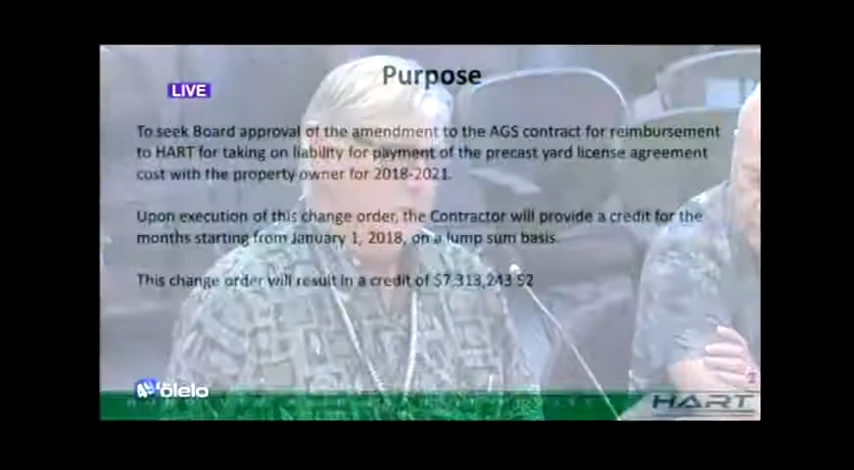 Purpose
LIVE
To seek Board approval of the amendment to the AGS contract for reimbursement
to HART for taking on liability for payment of the precast yard license agreement
cost with the property owner for 2018-2021.
Upon execution of this change order, the Contractor will provide a credit for the
months starting from January 1, 2018, on a lump sum basis.
This change order will result in a credit of $7,313,243.52
'ōlelo
HART